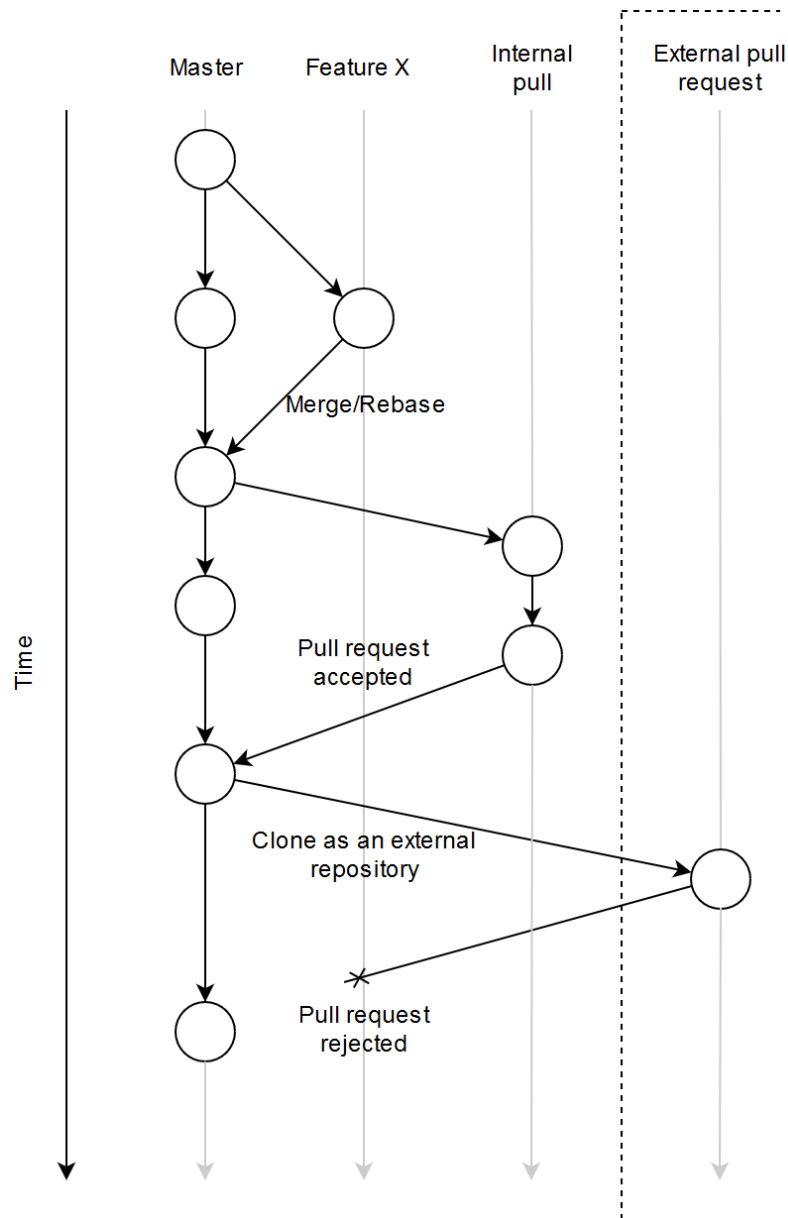 Master
Feature X
Internal
pull
External pull
request
Merge/Rebase
Time
Pull request
accepted
Clone as an external
repository
Pull request
rejected